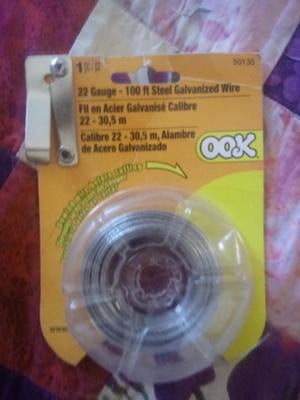 50135
22 Gauge - 100 ft Steel Galvanized Wire
Fil en Acier Galvanisé Calibre
22 - 30,5 m
Calibre 22 - 30,5 m, Alambre
de Acero Galvanizado
OOK
OOK